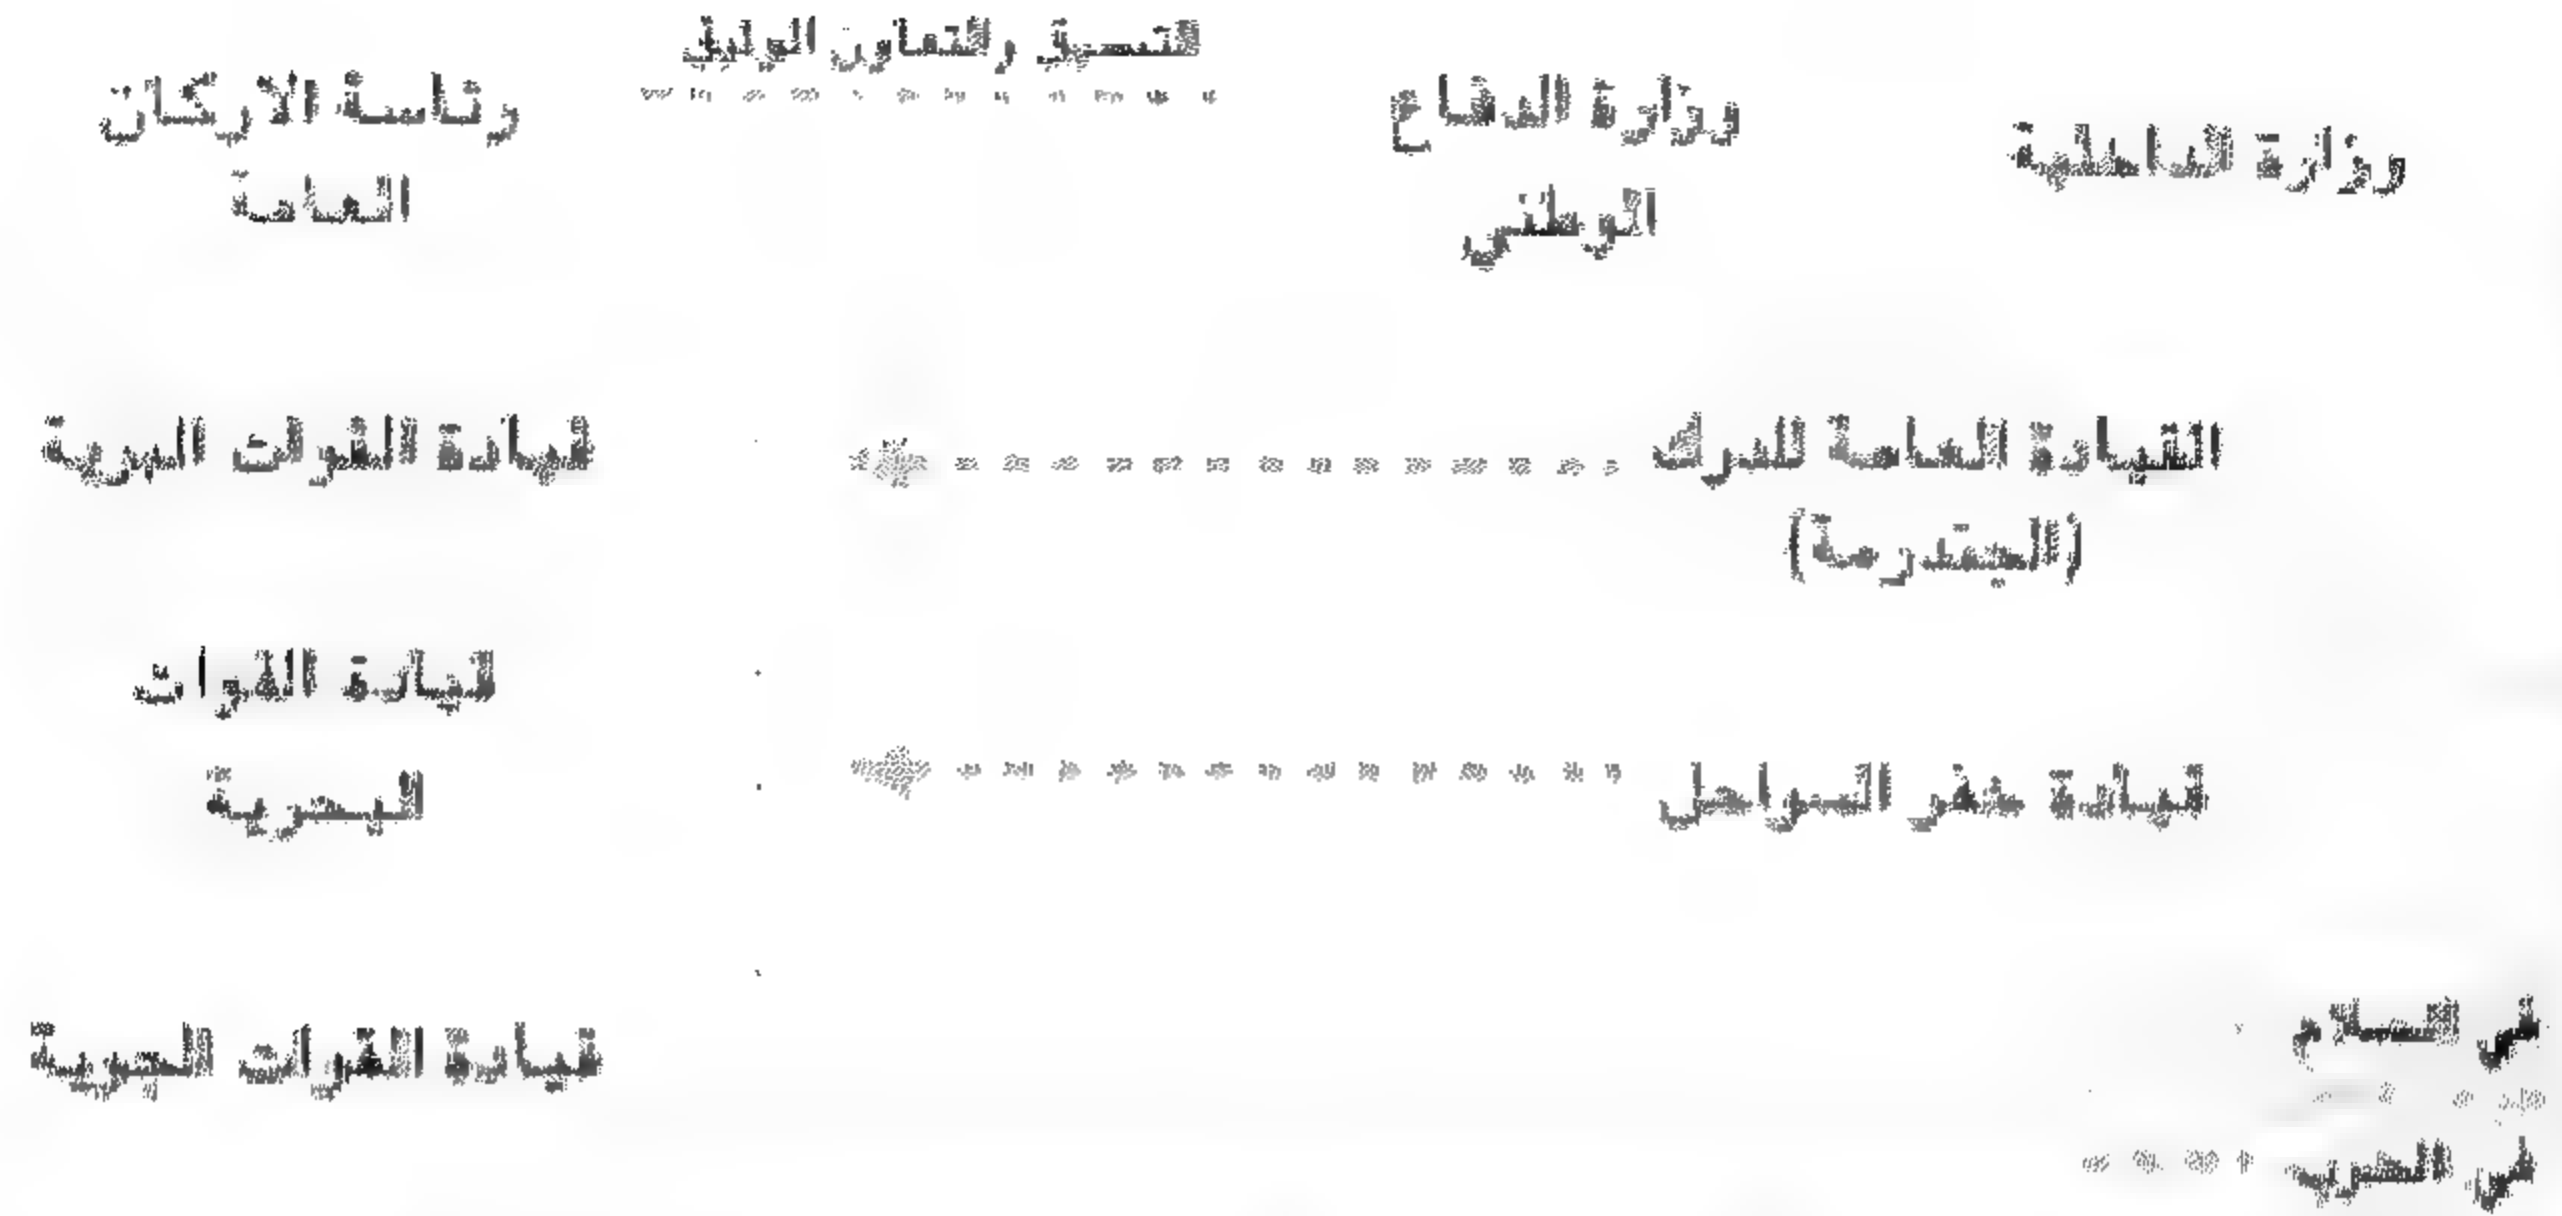 التنسيق والتعاون الوثيق
رئاسة الأركان
العامة
وزارة الدفاع
الوطني
وزارة الداخلية
القيادة العامة للدرك
(الجيندرمة)
قيادة القوات البرية
قيادة القوات
البحرية
قيادة خفر السواحل
قيادة القوات الجوية
في السلام
في الحرب